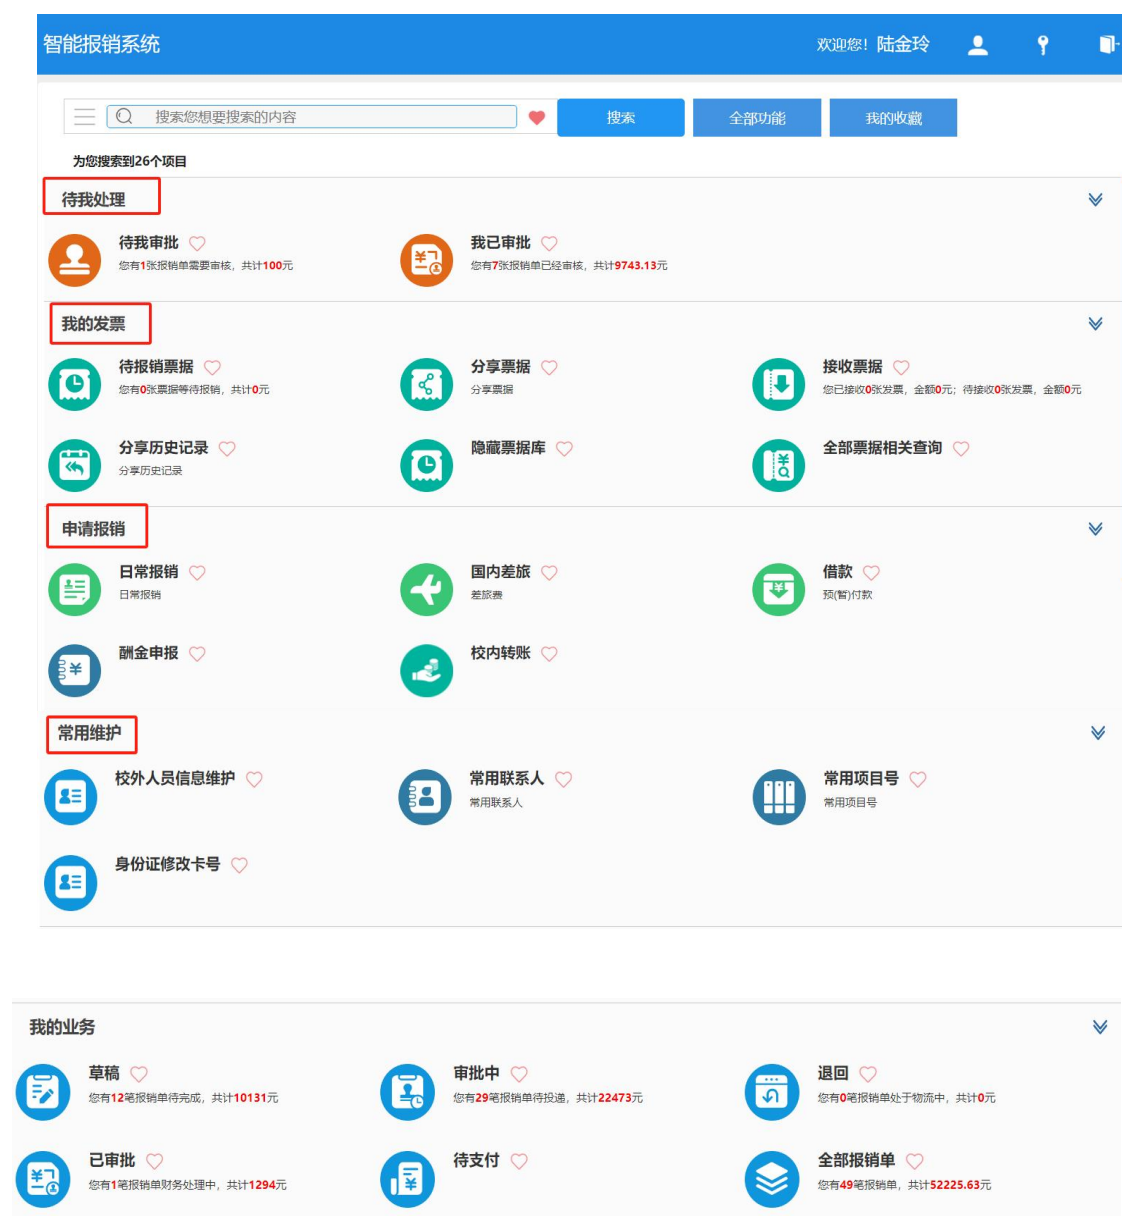 智能报销系统
欢迎您! 陆金玲
搜索您想要搜索的内容
搜索
全部功能
我的收藏
为您搜索到26个项目
待我处理
待我审批
您有1张报销单需要审核, 共计100元
我已审批
您有7张报销单已经审核, 共计9743.13元
我的发票
待报销票据
您有0张票据等待报销, 共计0元
分享票据
分享票据
接收票据
您已接收0张发票, 金额0元; 待接收0张发票, 金额0元
分享历史记录
分享历史记录
隐藏票据库
全部票据相关查询
申请报销
日常报销
日常报销
国内差旅
差旅费
借款
预(暂)付款
酬金申报
校内转账
常用维护
校外人员信息维护
常用联系人
常用联系人
常用项目号
常用项目号
身份证修改卡号
我的业务
草稿
您有12笔报销单待完成, 共计10131元
审批中
您有29笔报销单待投递, 共计22473元
退回
您有0笔报销单处于物流中, 共计0元
已审批
您有1笔报销单财务处理中, 共计1294元
待支付
全部报销单
您有49笔报销单, 共计52225.63元